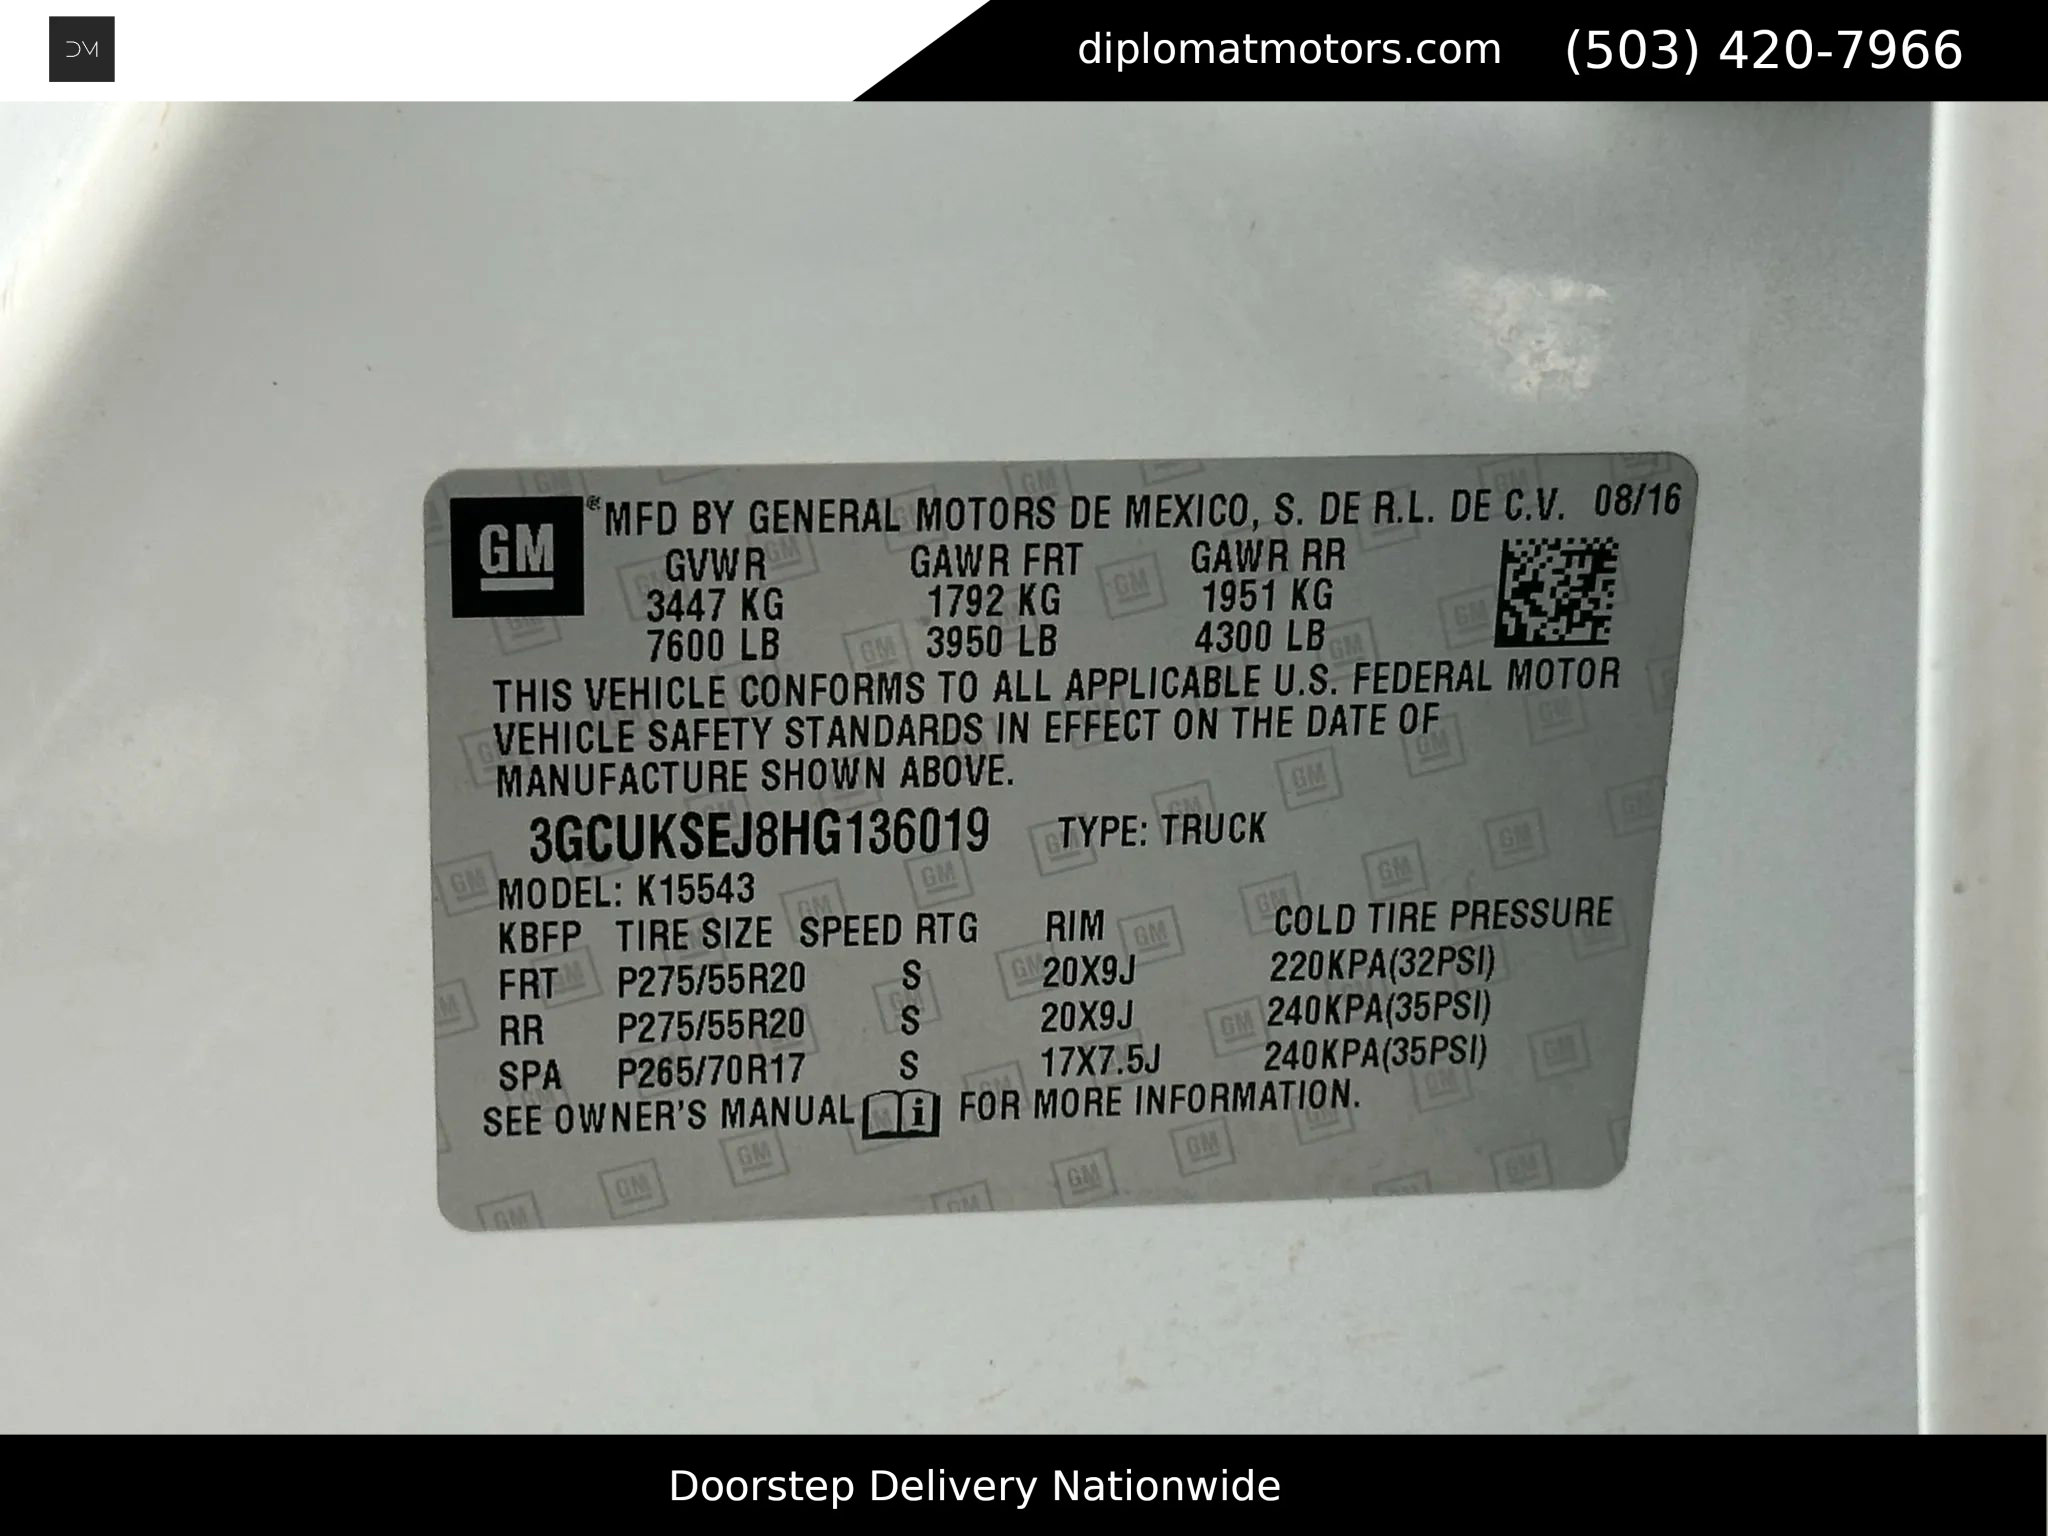 DM
diplomatmotors.com (503) 420-7966
GM ® MFD BY GENERAL MOTORS DE MEXICO, S. DE R.L. DE C.V. 08/16
GVWR GAWR FRT GAWR RR
3447 KG 1792 KG 1951 KG
7600 LB 3950 LB 4300 LB
THIS VEHICLE CONFORMS TO ALL APPLICABLE U.S. FEDERAL MOTOR
VEHICLE SAFETY STANDARDS IN EFFECT ON THE DATE OF
MANUFACTURE SHOWN ABOVE.
3GCUKSEJ8HG136019 TYPE: TRUCK
MODEL: K15543
KBFP TIRE SIZE SPEED RTG RIM COLD TIRE PRESSURE
FRT P275/55R20 S 20X9J 220KPA(32PSI)
RR P275/55R20 S 20X9J 240KPA(35PSI)
SPA P265/70R17 S 17X7.5J 240KPA(35PSI)
SEE OWNER'S MANUAL i FOR MORE INFORMATION.
Doorstep Delivery Nationwide